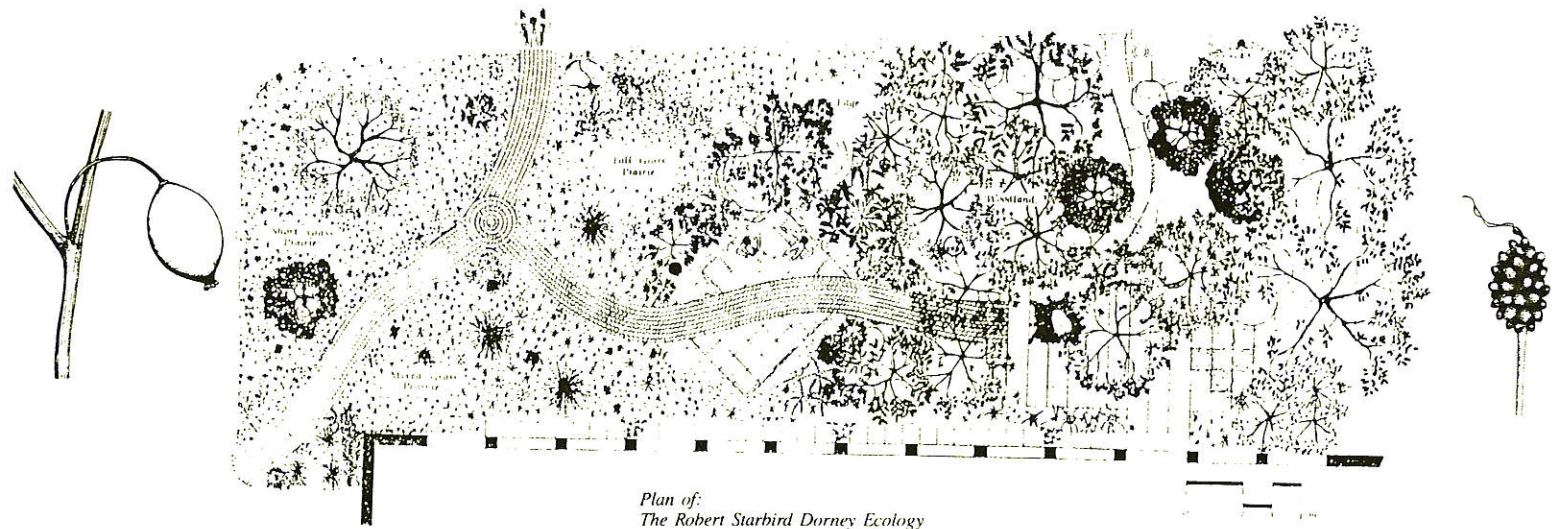 Tall Grass
Prairie
Edge
Woodland
Short Grass
Prairie
Mixed Grass
Prairie
Plan of:
The Robert Starbird Dorney Ecology